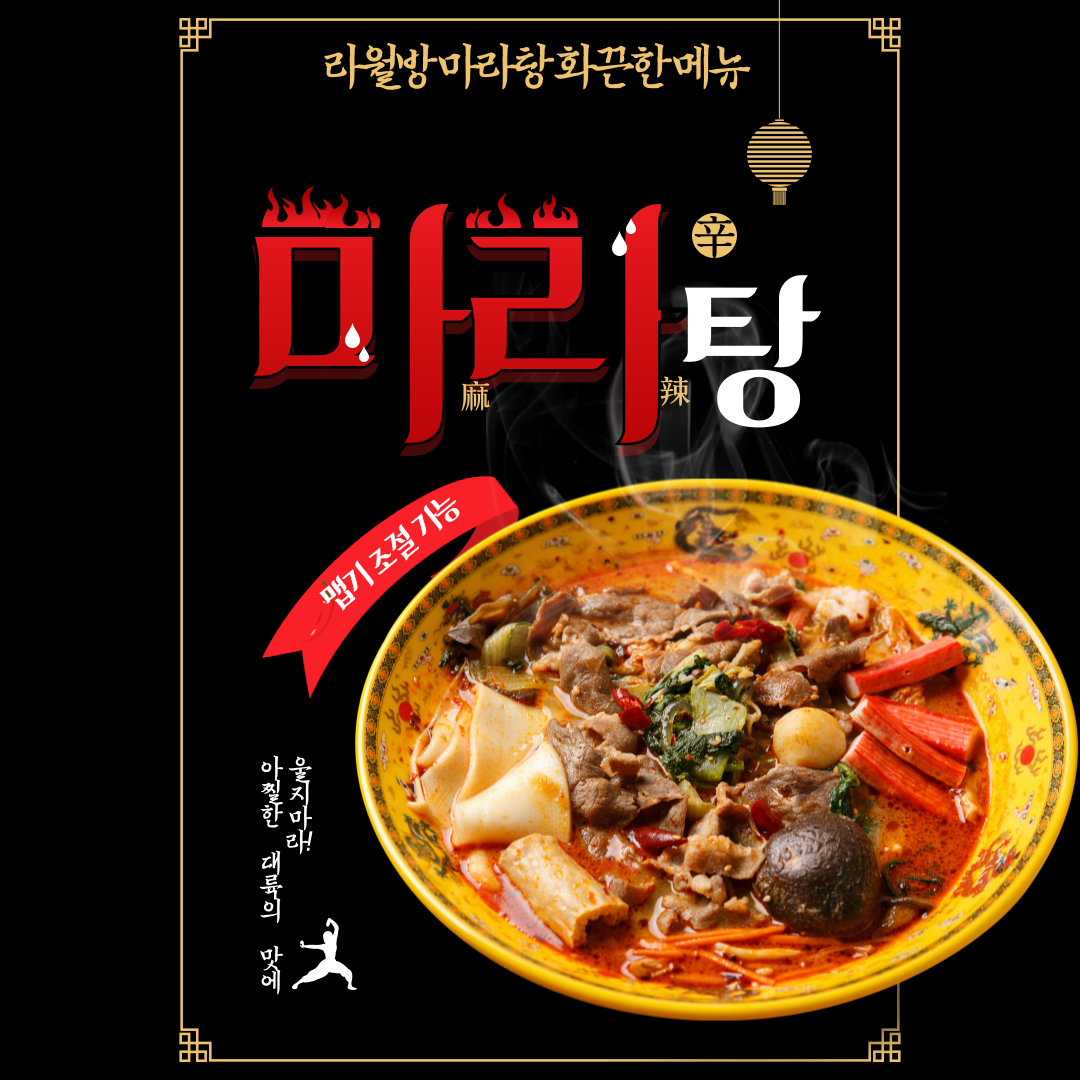 라월방마라탕 화끈한메뉴
마라탕
辛
麻
辣
맵기 조절 가능
울지마라!
아찔한 대륙의 맛에